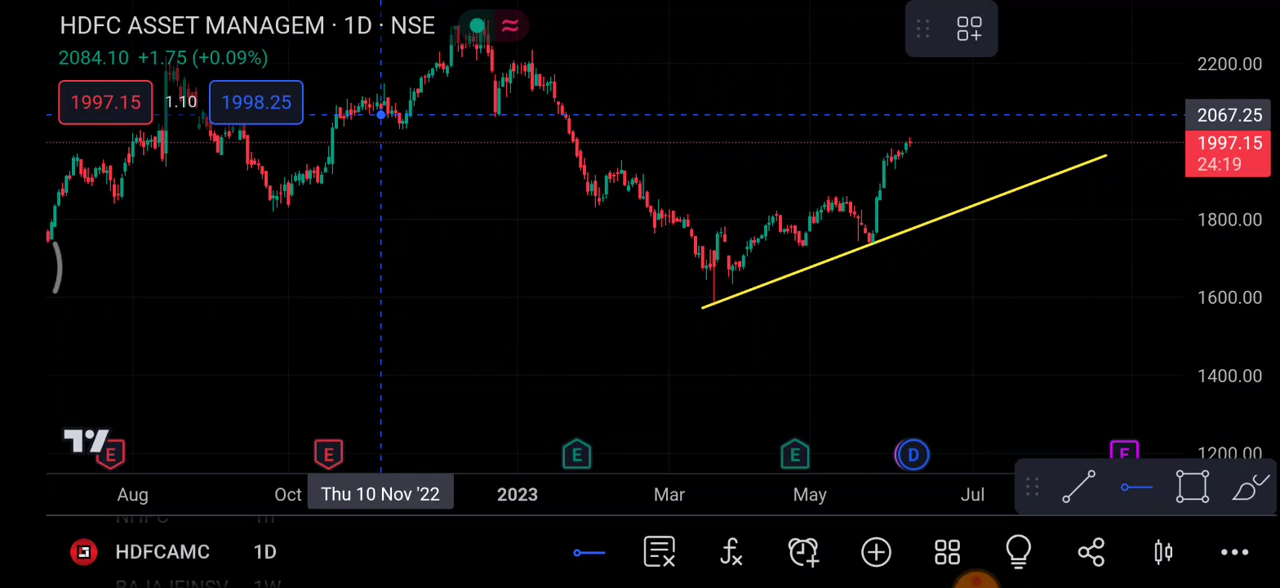 HDFC ASSET MANAGEM · 1D · NSE
2084.10 +1.75 (+0.09%)
1997.15 1.10 1998.25
2200.00
2067.25
1997.15
24:19
1800.00
1600.00
1400.00
1200.00
E E E E D E
Aug Oct Thu 10 Nov '22 2023 Mar May Jul
HDFCAMC 1D
BAJAJFINSV 1W